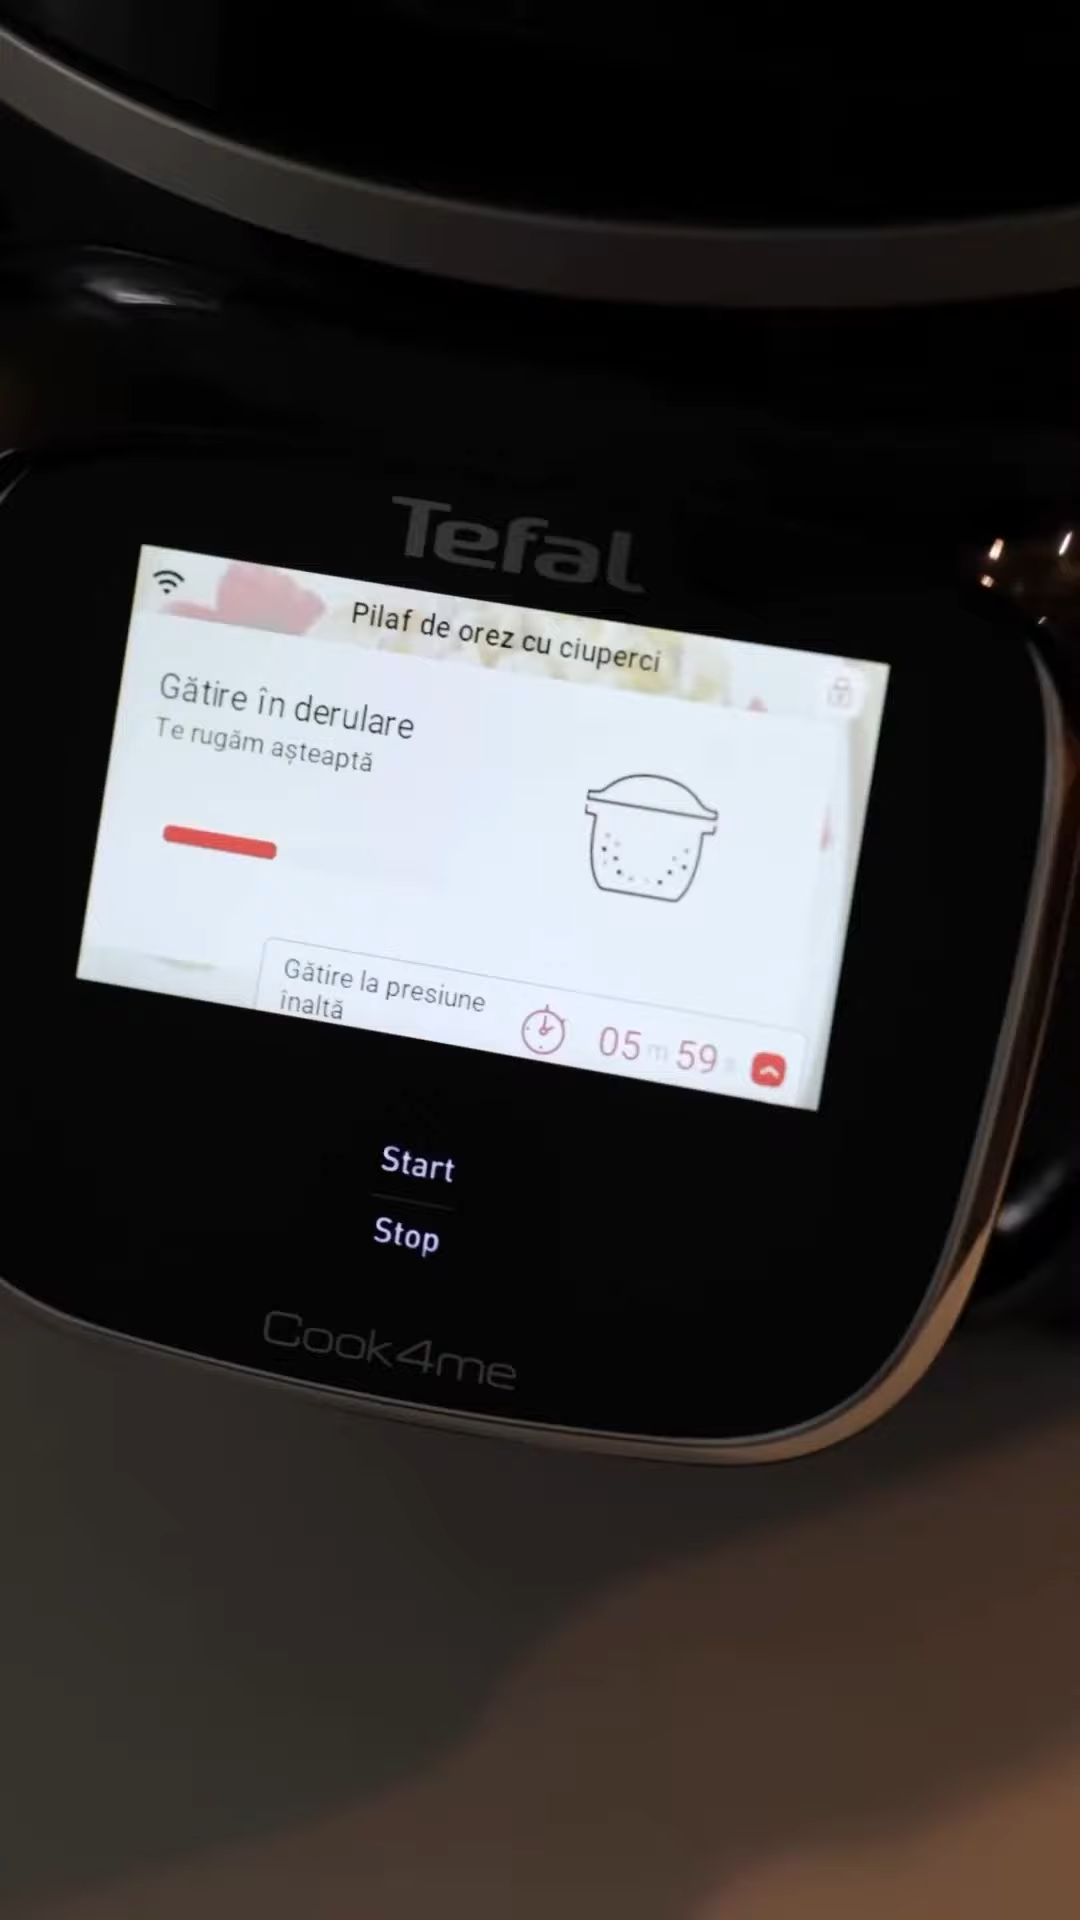 Tefal
Pilaf de orez cu ciuperci
Gătire în derulare
Te rugăm așteaptă
Gătire la presiune
înaltă
05 m 59 s
Start
Stop
Cook4me